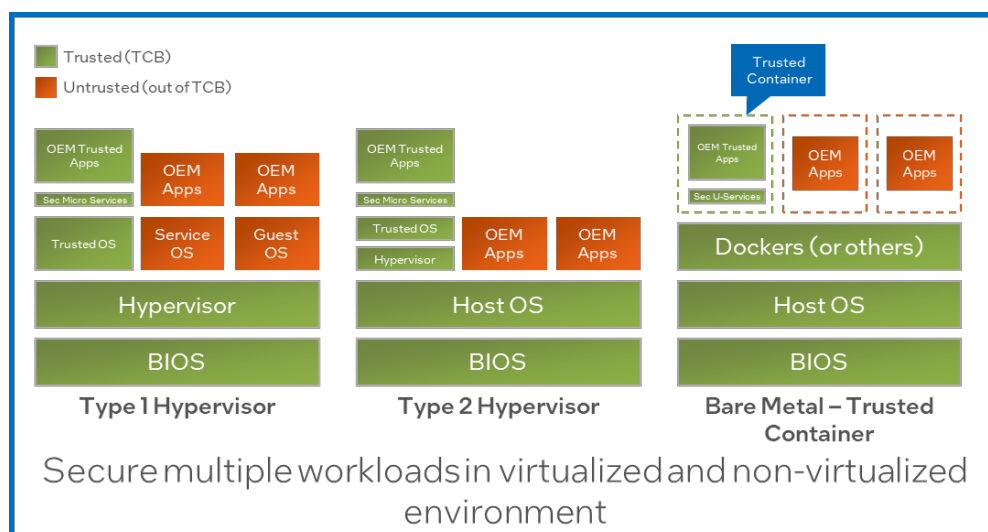 Trusted (TCB)
Untrusted (out of TCB)
OEM Trusted
Apps
Sec Micro Services
Trusted OS
OEM
Apps
Service
OS
OEM
Apps
Guest
OS
Hypervisor
BIOS
Type 1 Hypervisor
OEM Trusted
Apps
Sec Micro Services
Trusted OS
Hypervisor
OEM
Apps
OEM
Apps
Host OS
BIOS
Type 2 Hypervisor
Trusted
Container
OEM Trusted
Apps
Sec U-Services
OEM
Apps
OEM
Apps
Dockers (or others)
Host OS
BIOS
Bare Metal – Trusted
Container
Secure multiple workloads in virtualized and non-virtualized
environment